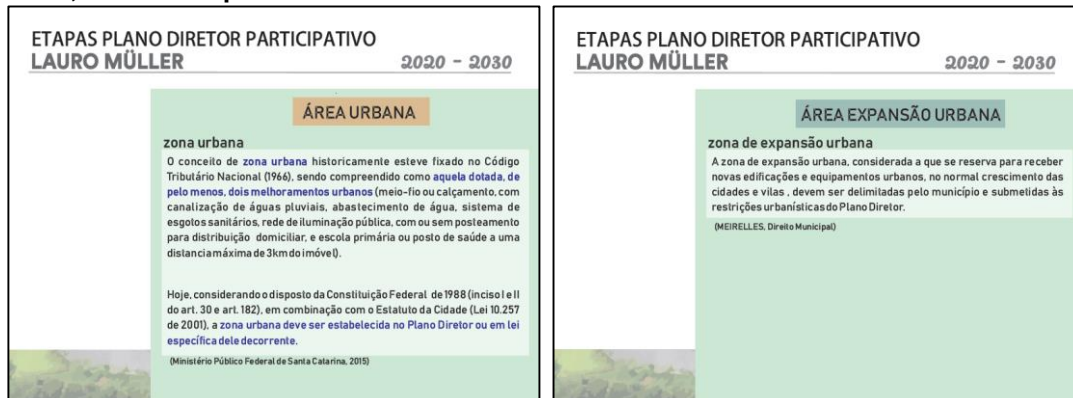 ETAPAS PLANO DIRETOR PARTICIPATIVO
LAURO MÜLLER 2020 - 2030
ÁREA URBANA
zona urbana
O conceito de zona urbana historicamente esteve fixado no Código
Tributário Nacional (1966), sendo compreendido como aquela dotada, de
pelo menos, dois melhoramentos urbanos (meio-fio ou calçamento, com
canalização de águas pluviais, abastecimento de água, sistema de
esgotos sanitários, rede de iluminação pública, com ou sem posteamento
para distribuição domiciliar, e escola primária ou posto de saúde a uma
distancia máxima de 3km do imóvel).
Hoje, considerando o disposto da Constituição Federal de 1988 (inciso I e II
do art. 30 e art. 182), em combinação com o Estatuto da Cidade (Lei 10.257
de 2001), a zona urbana deve ser estabelecida no Plano Diretor ou em lei
específica dele decorrente.
(Ministério Público Federal de Santa Catarina, 2015)
ETAPAS PLANO DIRETOR PARTICIPATIVO
LAURO MÜLLER 2020 - 2030
ÁREA EXPANSÃO URBANA
zona de expansão urbana
A zona de expansão urbana, considerada a que se reserva para receber
novas edificações e equipamentos urbanos, no normal crescimento das
cidades e vilas , devem ser delimitadas pelo município e submetidas às
restrições urbanísticas do Plano Diretor.
(MEIRELLES, Direito Municipal)